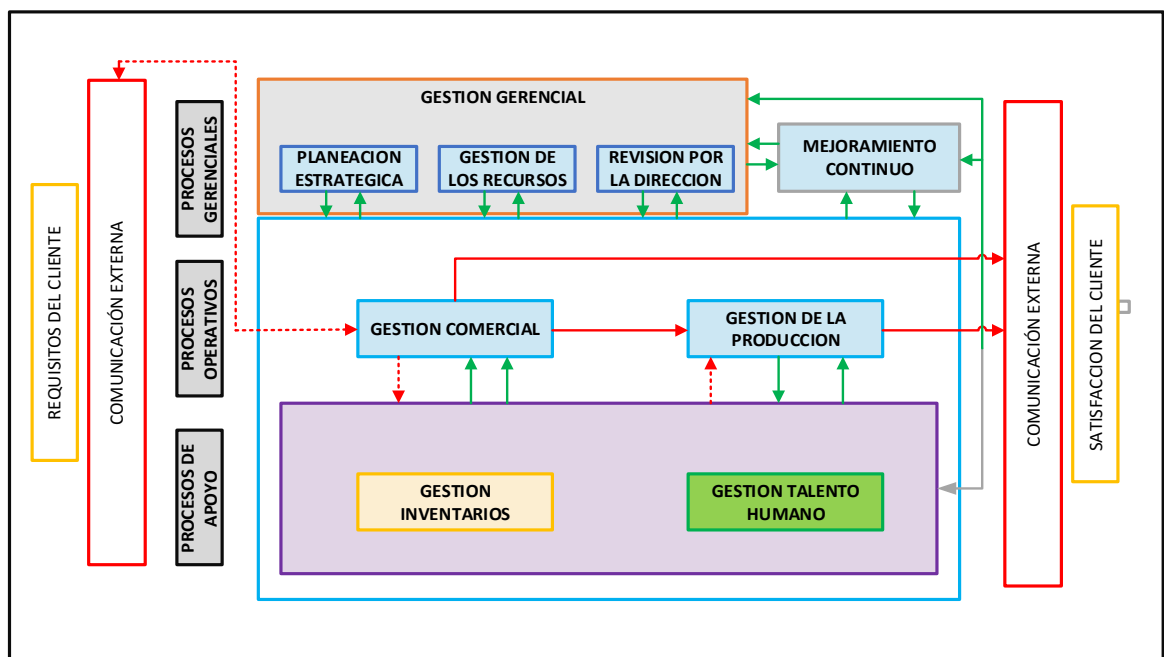 REQUISITOS DEL CLIENTE
COMUNICACIÓN EXTERNA
PROCESOS
GERENCIALES
PROCESOS
OPERATIVOS
PROCESOS DE
APOYO
GESTION GERENCIAL
PLANEACION
ESTRATEGICA
GESTION DE
LOS RECURSOS
REVISION POR
LA DIRECCION
MEJORAMIENTO
CONTINUO
GESTION COMERCIAL
GESTION DE LA
PRODUCCION
GESTION
INVENTARIOS
GESTION TALENTO
HUMANO
COMUNICACIÓN EXTERNA
SATISFACCION DEL CLIENTE